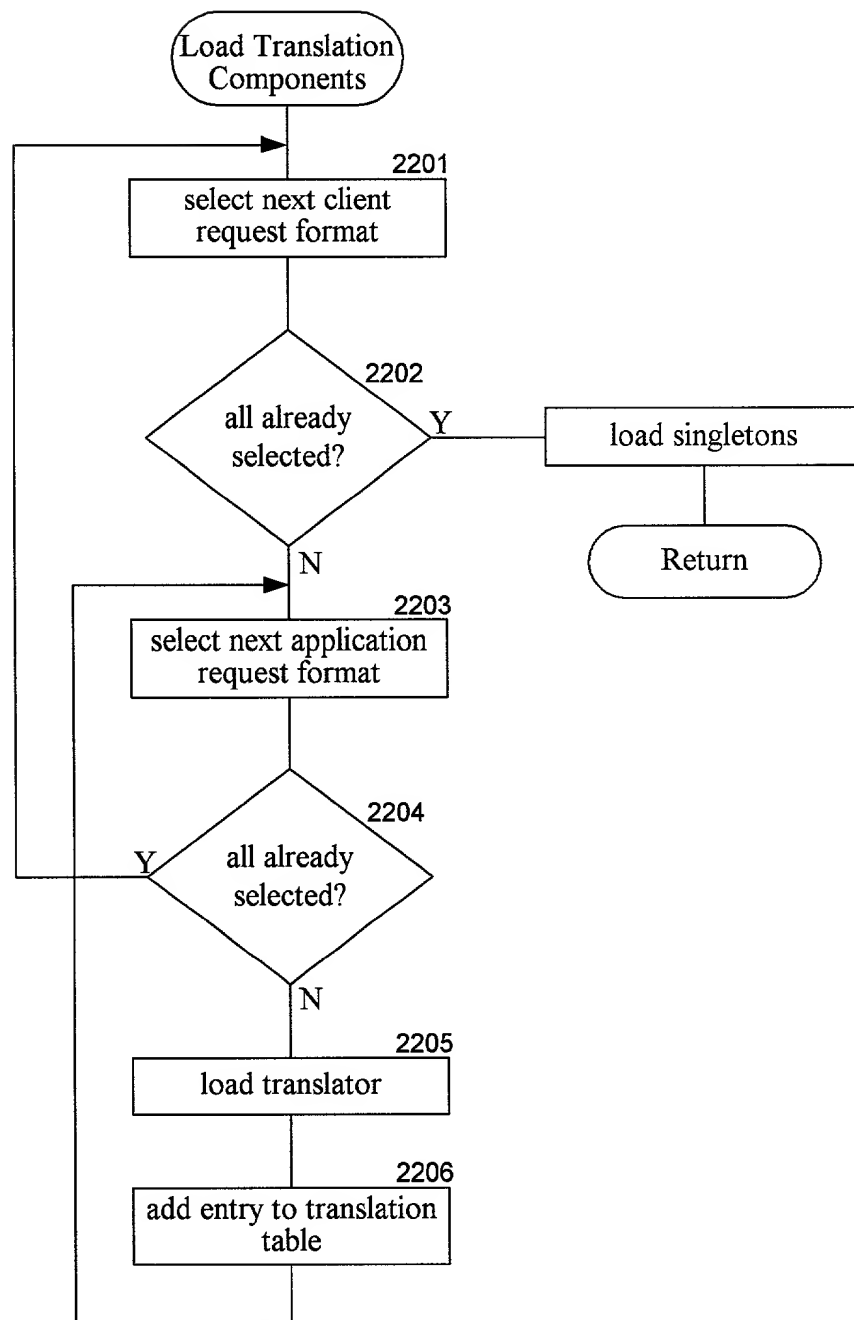 Load Translation
Components
2201
select next client
request format
2202
all already
selected?
Y
load singletons
N
Return
2203
select next application
request format
2204
Y
all already
selected?
N
2205
load translator
2206
add entry to translation
table